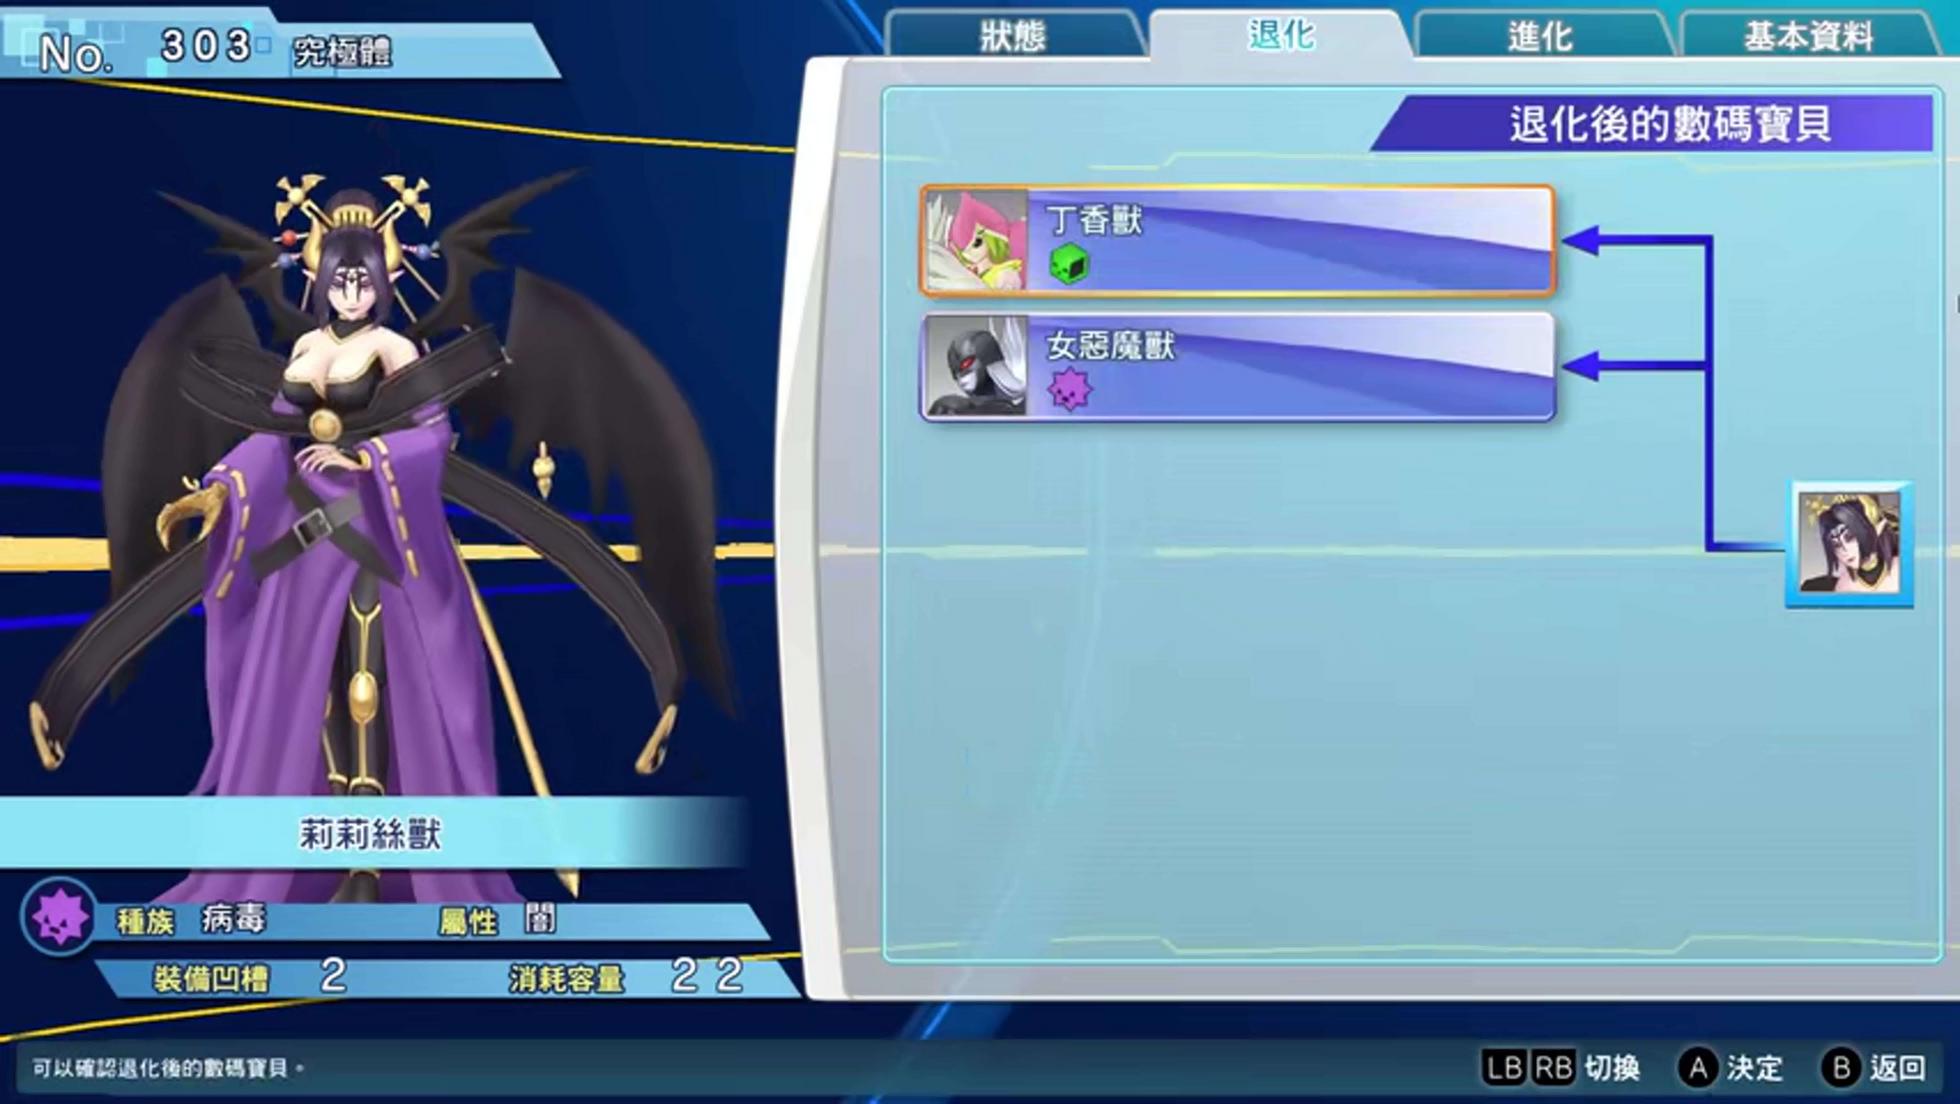 No. 303 究極體
狀態
退化
進化
基本資料
退化後的數碼寶貝
丁香獸
女惡魔獸
莉莉絲獸
種族 病毒 屬性 闇
裝備凹槽 2 消耗容量 22
可以確認退化後的數碼寶貝。
LB RB 切換 A 決定 B 返回